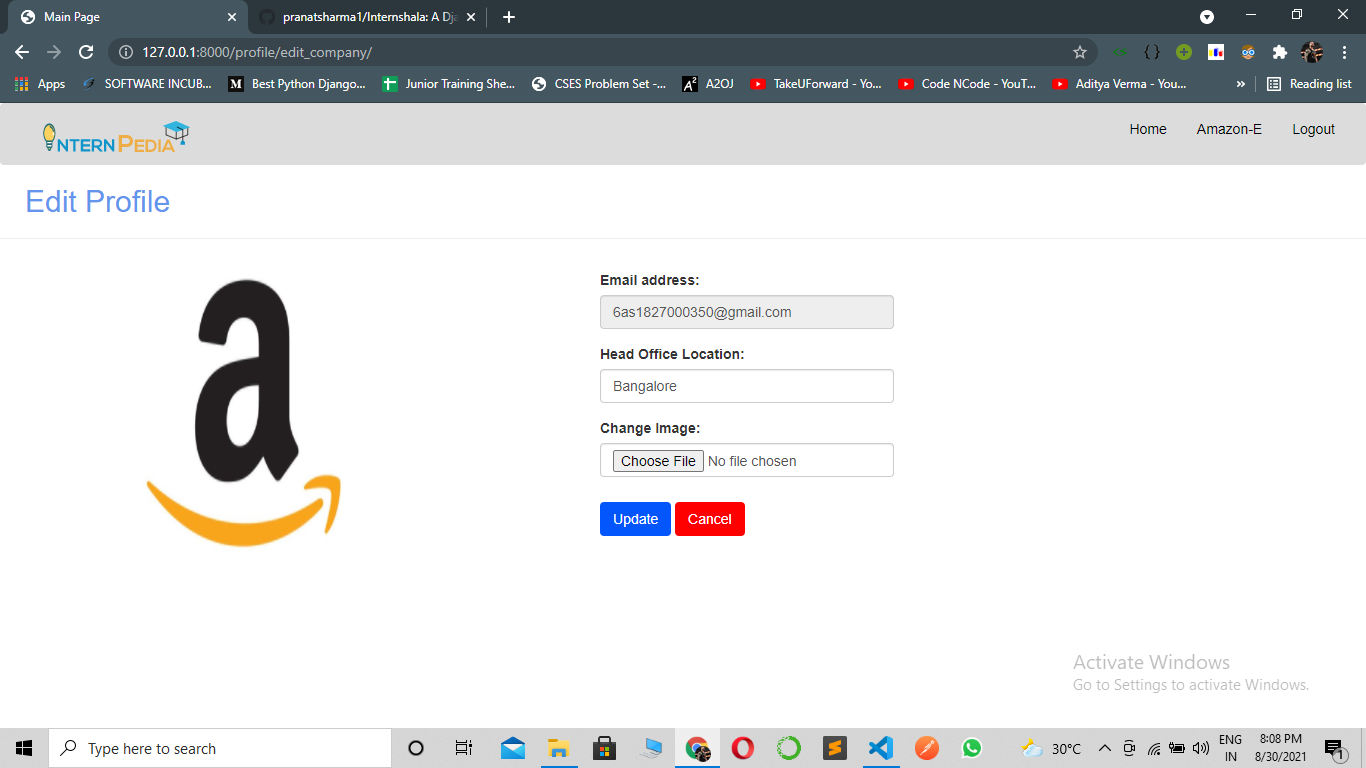 Main Page
pranatsharma1/Internshala: A Dja
127.0.0.1:8000/profile/edit_company/
Apps
SOFTWARE INCUB...
Best Python Django...
Junior Training She...
CSES Problem Set -...
A2OJ
TakeUForward - Yo...
Code NCode - YouT...
Aditya Verma - You...
»
Reading list
INTERN PEDIA
Home
Amazon-E
Logout
Edit Profile
Email address:
6as1827000350@gmail.com
Head Office Location:
Bangalore
Change Image:
Choose File No file chosen
Update Cancel
Activate Windows
Go to Settings to activate Windows.
Type here to search
30°C
ENG
IN
8:08 PM
8/30/2021
1